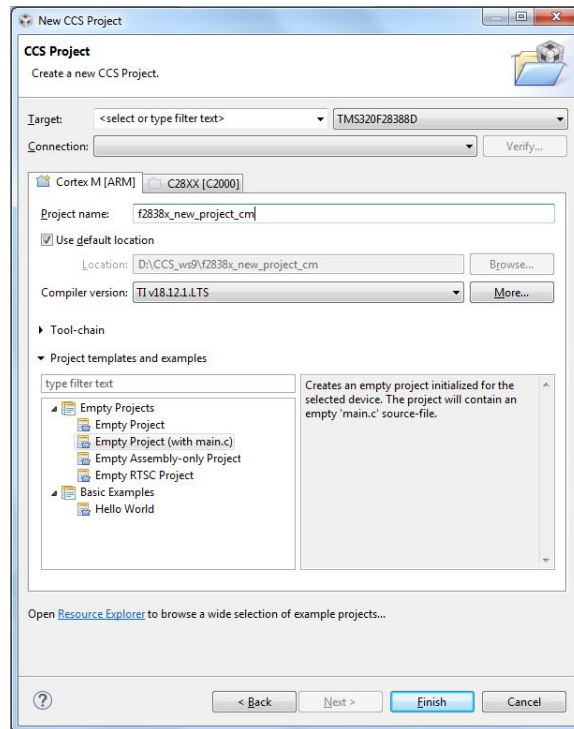 New CCS Project
CCS Project
Create a new CCS Project.
Target: <select or type filter text> TMS320F28388D
Connection: Verify...
Cortex M [ARM] C28XX [C2000]
Project name: f2838x_new_project_cm
Use default location
Location: D:\CCS_ws9\f2838x_new_project_cm Browse...
Compiler version: TI v18.12.1.LTS More...
Tool-chain
Project templates and examples
type filter text
Empty Projects
Empty Project
Empty Project (with main.c)
Empty Assembly-only Project
Empty RTSC Project
Basic Examples
Hello World
Creates an empty project initialized for the
selected device. The project will contain an
empty 'main.c' source-file.
Open Resource Explorer to browse a wide selection of example projects...
? < Back Next > Finish Cancel